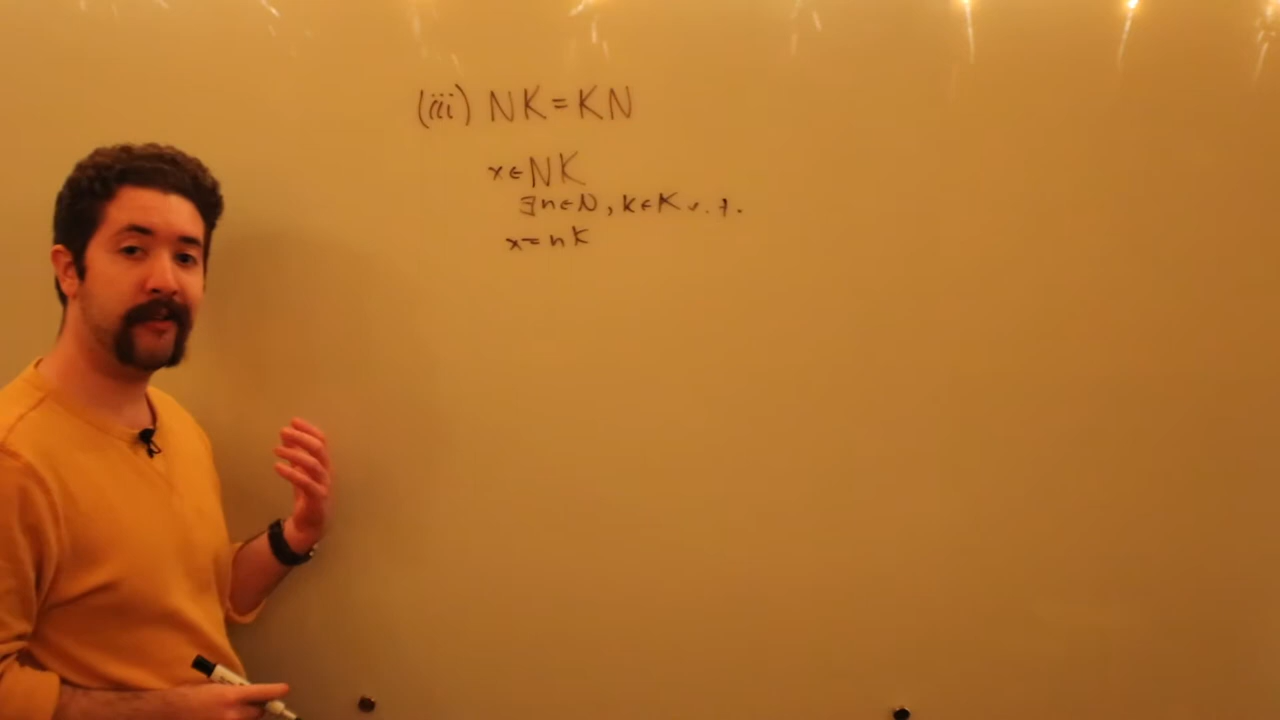 (iii) NK=KN
x∈NK
∃n∈N, k∈K s.t.
x=nk